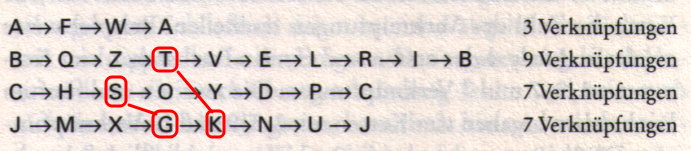 A→F→W→A 3 Verknüpfungen
B→Q→Z→T→V→E→L→R→I→B 9 Verknüpfungen
C→H→S→O→Y→D→P→C 7 Verknüpfungen
J→M→X→G→K→N→U→J 7 Verknüpfungen